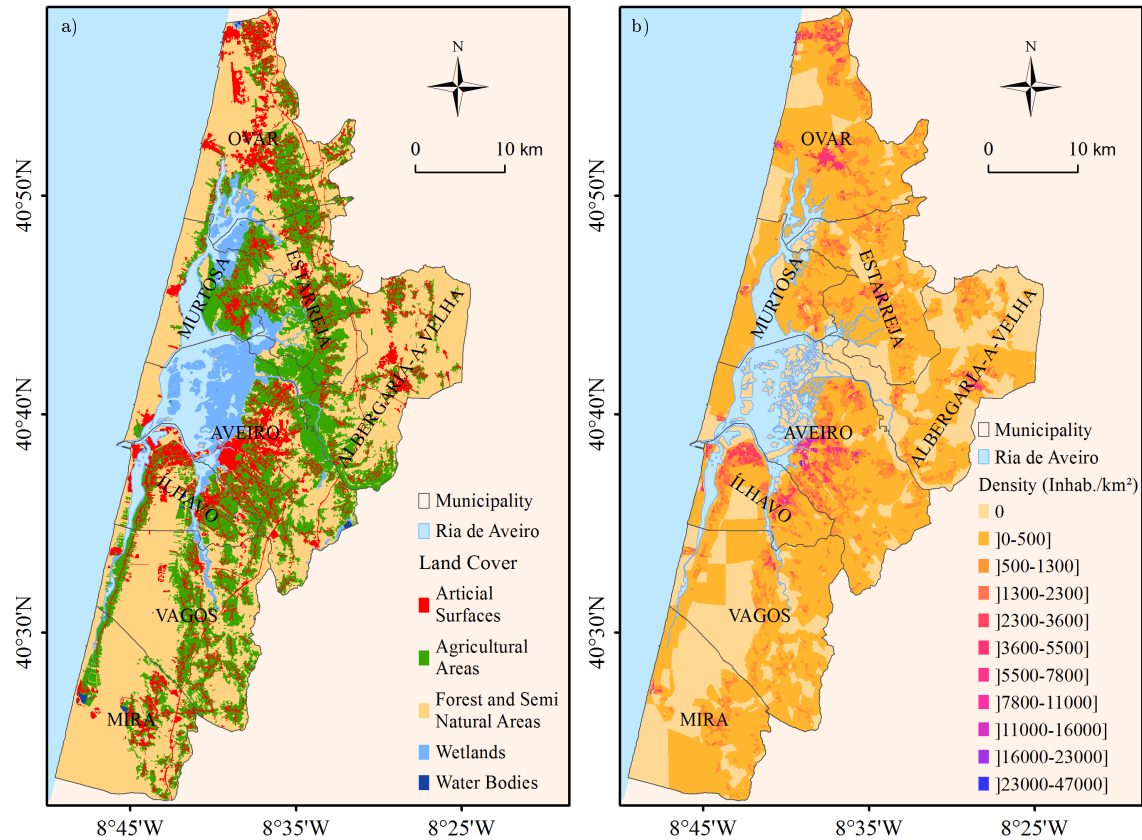 a)
N
0 10 km
40°50'N
40°40'N
40°30'N
OVAR
MURTOSA
ESTARREJA
ALBERGARIA-A-VELHA
AVEIRO
ÍLHAVO
VAGOS
MIRA
Municipality
Ria de Aveiro
Land Cover
Articial
Surfaces
Agricultural
Areas
Forest and Semi
Natural Areas
Wetlands
Water Bodies
8°45'W 8°35'W 8°25'W
b)
N
0 10 km
40°50'N
40°40'N
40°30'N
OVAR
MURTOSA
ESTARREJA
ALBERGARIA-A-VELHA
AVEIRO
ÍLHAVO
VAGOS
MIRA
Municipality
Ria de Aveiro
Density (Inhab./km²)
0
]0-500]
]500-1300]
]1300-2300]
]2300-3600]
]3600-5500]
]5500-7800]
]7800-11000]
]11000-16000]
]16000-23000]
]23000-47000]
8°45'W 8°35'W 8°25'W